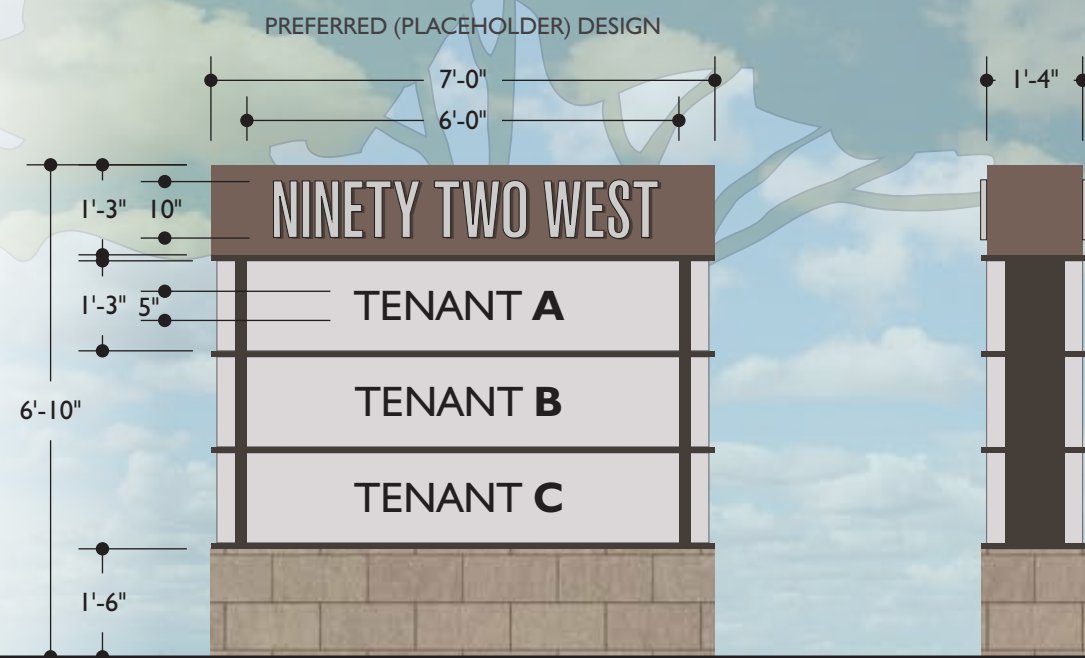 PREFERRED (PLACEHOLDER) DESIGN
7'-0"
1'-4"
6'-0"
NINETY TWO WEST
1'-3"
10"
TENANT A
1'-3"
5"
TENANT B
6'-10"
TENANT C
1'-6"